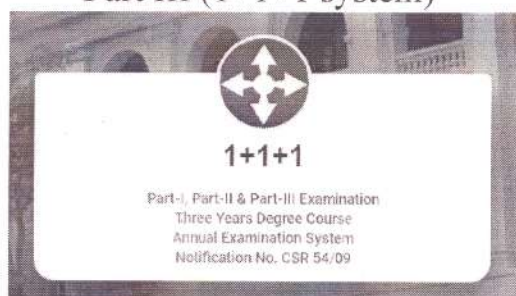 Part III (1+1+1 system)
1+1+1
Part-I, Part-II & Part-III Examination
Three Years Degree Course
Annual Examination System
Notification No. CSR 54/09